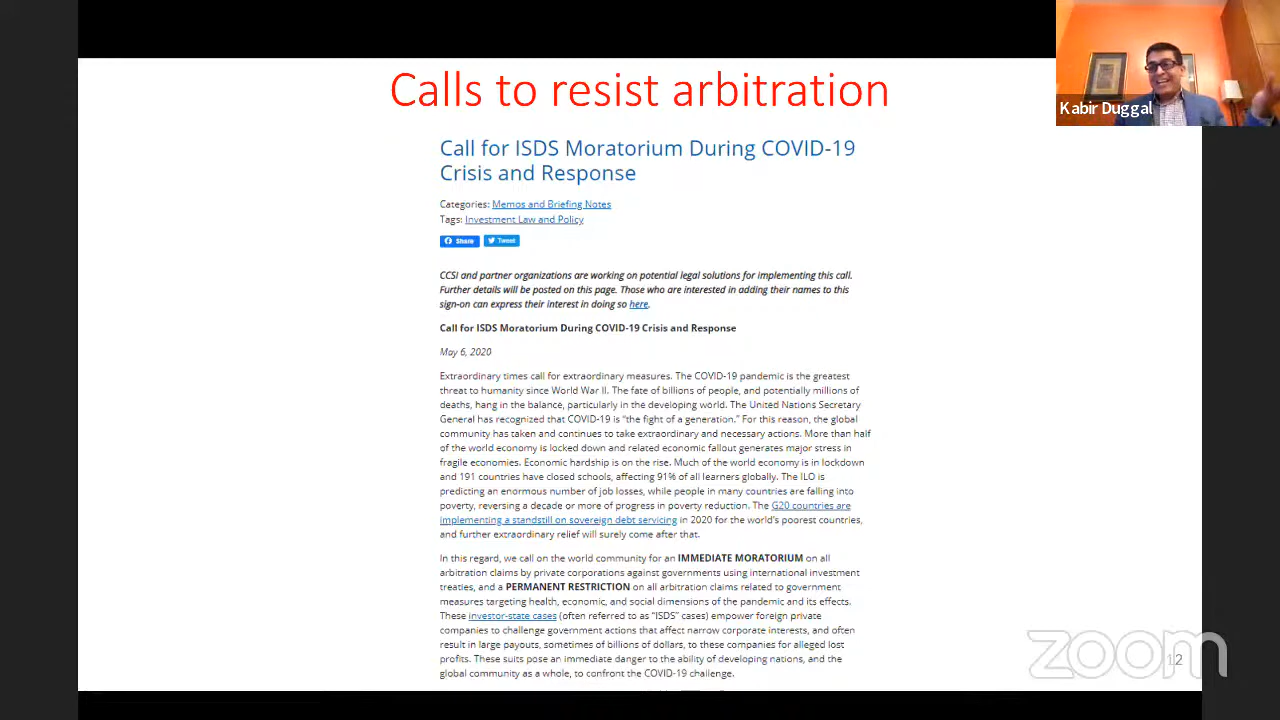 Calls to resist arbitration
Kabir Duggal
Call for ISDS Moratorium During COVID-19
Crisis and Response
Categories: Memos and Briefing Notes
Tags: Investment Law and Policy
Share Tweet
CCSI and partner organizations are working on potential legal solutions for implementing this call.
Further details will be posted on this page. Those who are interested in adding their names to this
sign-on can express their interest in doing so here.
Call for ISDS Moratorium During COVID-19 Crisis and Response
May 6, 2020
Extraordinary times call for extraordinary measures. The COVID-19 pandemic is the greatest
threat to humanity since World War II. The fate of billions of people, and potentially millions of
deaths, hang in the balance, particularly in the developing world. The United Nations Secretary
General has recognized that COVID-19 is “the fight of a generation.” For this reason, the global
community has taken and continues to take extraordinary and necessary actions. More than half
of the world economy is locked down and related economic fallout generates major stress in
fragile economies. Economic hardship is on the rise. Much of the world economy is in lockdown
and 191 countries have closed schools, affecting 91% of all learners globally. The ILO is
predicting an enormous number of job losses, while people in many countries are falling into
poverty, reversing a decade or more of progress in poverty reduction. The G20 countries are
implementing a standstill on sovereign debt servicing in 2020 for the world's poorest countries,
and further extraordinary relief will surely come after that.
In this regard, we call on the world community for an IMMEDIATE MORATORIUM on all
arbitration claims by private corporations against governments using international investment
treaties, and a PERMANENT RESTRICTION on all arbitration claims related to government
measures targeting health, economic, and social dimensions of the pandemic and its effects.
These investor-state cases (often referred to as “ISDS” cases) empower foreign private
companies to challenge government actions that affect narrow corporate interests, and often
result in large payouts, sometimes of billions of dollars, to these companies for alleged lost
profits. These suits pose an immediate danger to the ability of developing nations, and the
global community as a whole, to confront the COVID-19 challenge.
zoom
12